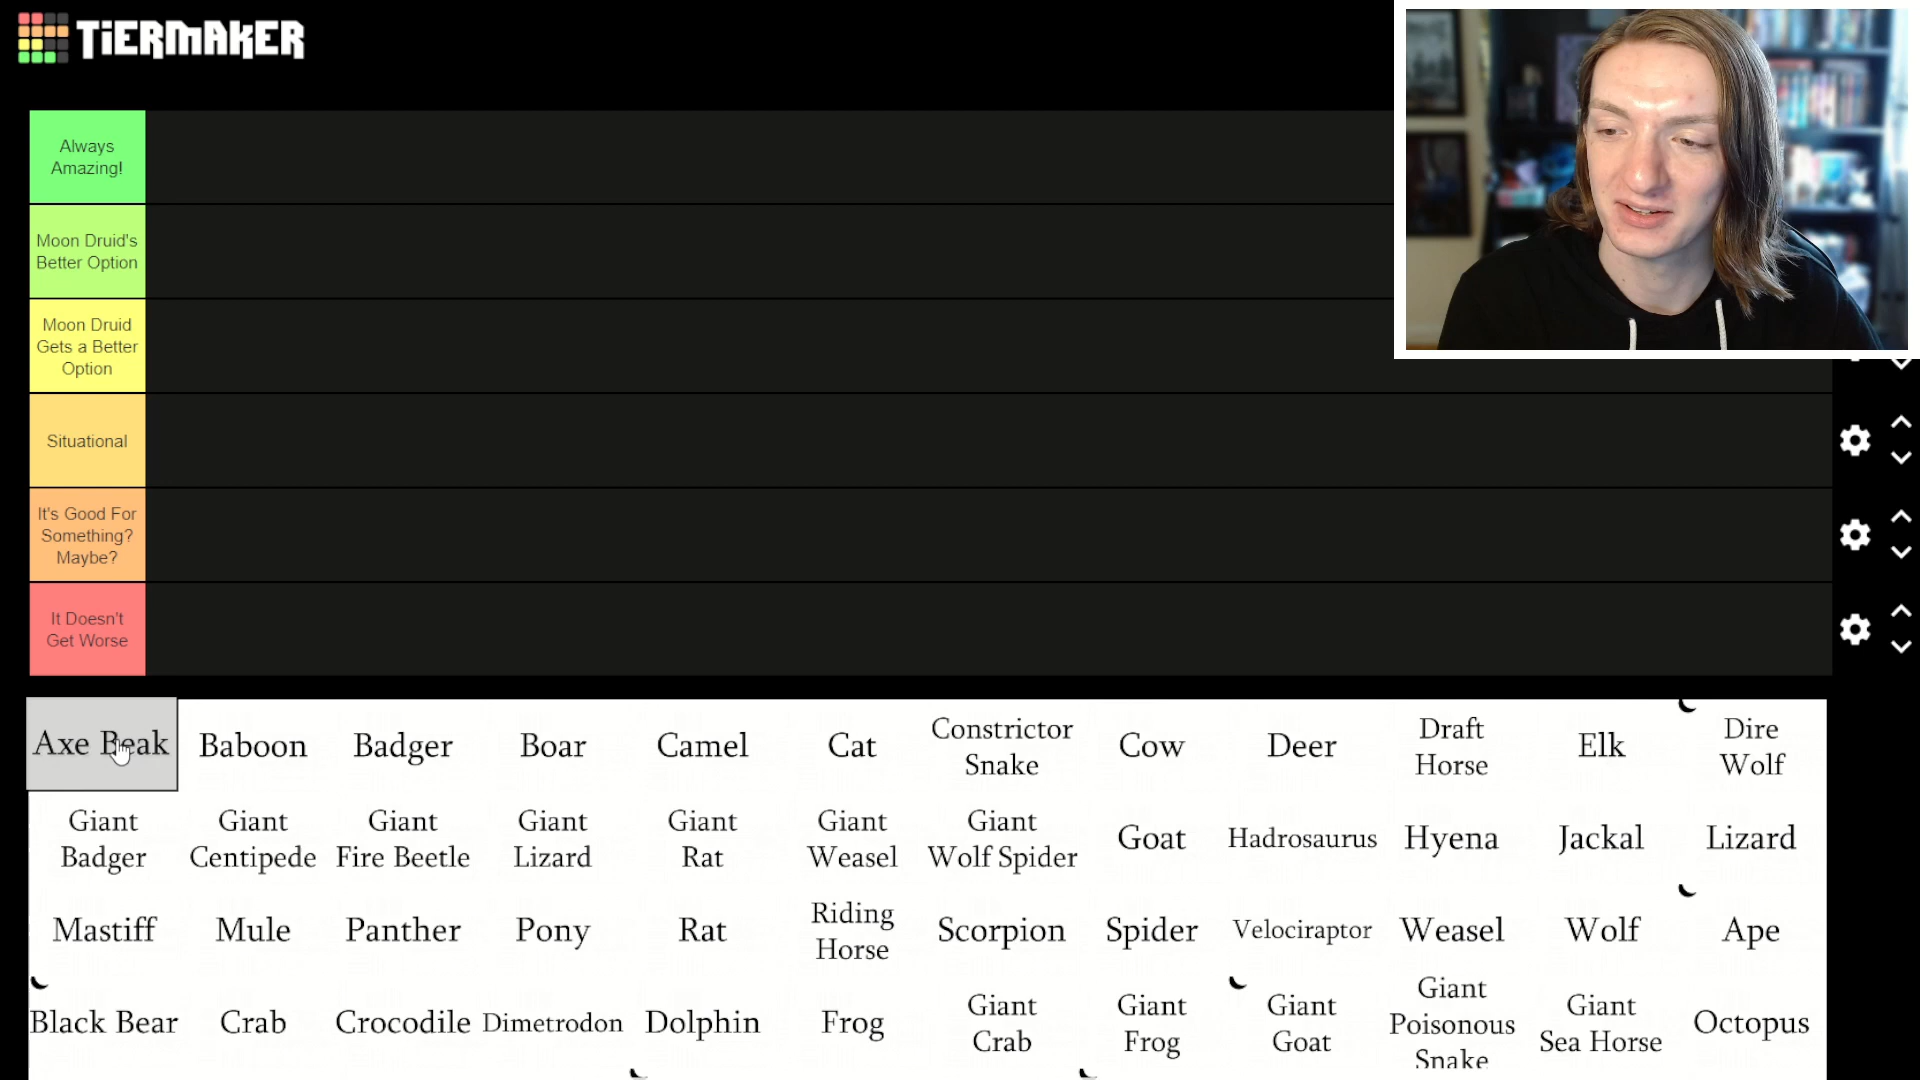 TiERMAKER
Always
Amazing!
Moon Druid's
Better Option
Moon Druid
Gets a Better
Option
Situational
It's Good For
Something?
Maybe?
It Doesn't
Get Worse
Axe Beak
Baboon
Badger
Boar
Camel
Cat
Constrictor
Snake
Cow
Deer
Draft
Horse
Elk
Dire
Wolf
Giant
Badger
Giant
Centipede
Giant
Fire Beetle
Giant
Lizard
Giant
Rat
Giant
Weasel
Giant
Wolf Spider
Goat
Hadrosaurus
Hyena
Jackal
Lizard
Mastiff
Mule
Panther
Pony
Rat
Riding
Horse
Scorpion
Spider
Velociraptor
Weasel
Wolf
Ape
Black Bear
Crab
Crocodile
Dimetrodon
Dolphin
Frog
Giant
Crab
Giant
Frog
Giant
Goat
Giant
Poisonous
Snake
Giant
Sea Horse
Octopus